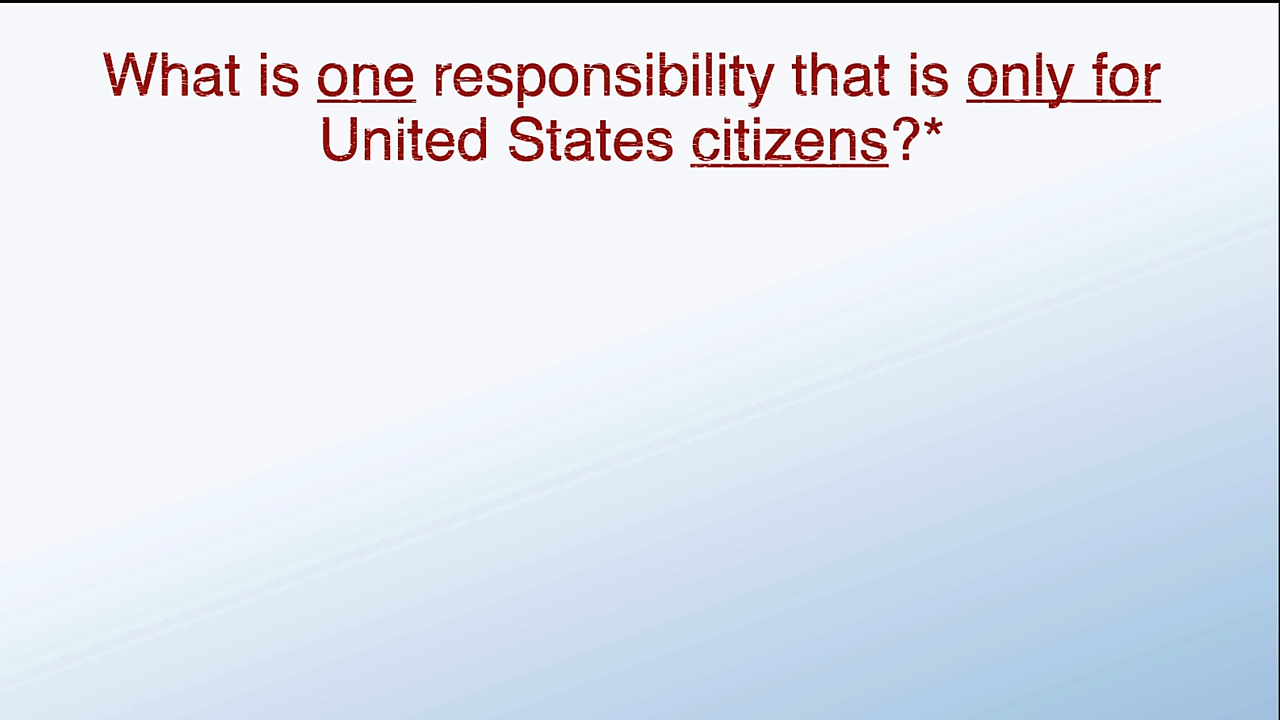 What is one responsibility that is only for
United States citizens?*